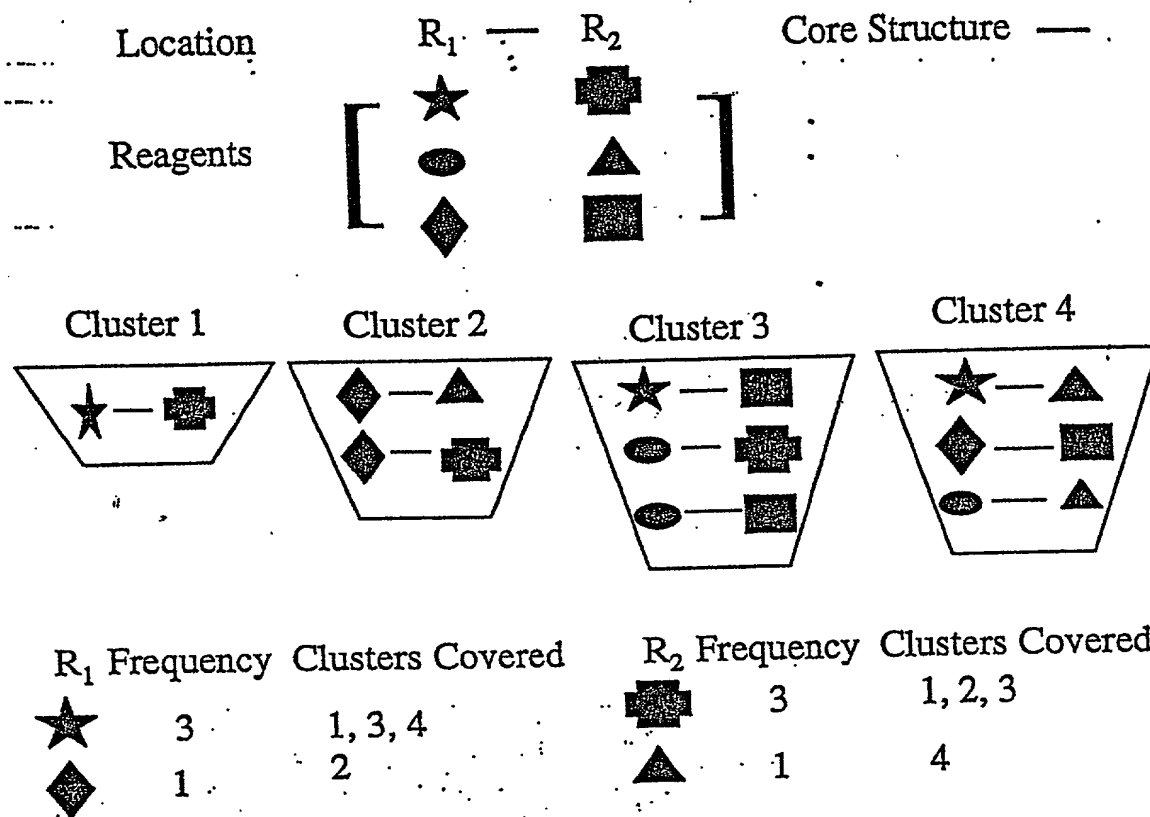 Location R₁ — R₂ Core Structure —
Reagents
Cluster 1 Cluster 2 Cluster 3 Cluster 4
R₁ Frequency Clusters Covered R₂ Frequency Clusters Covered
3 1, 3, 4 3 1, 2, 3
1 2 1 4